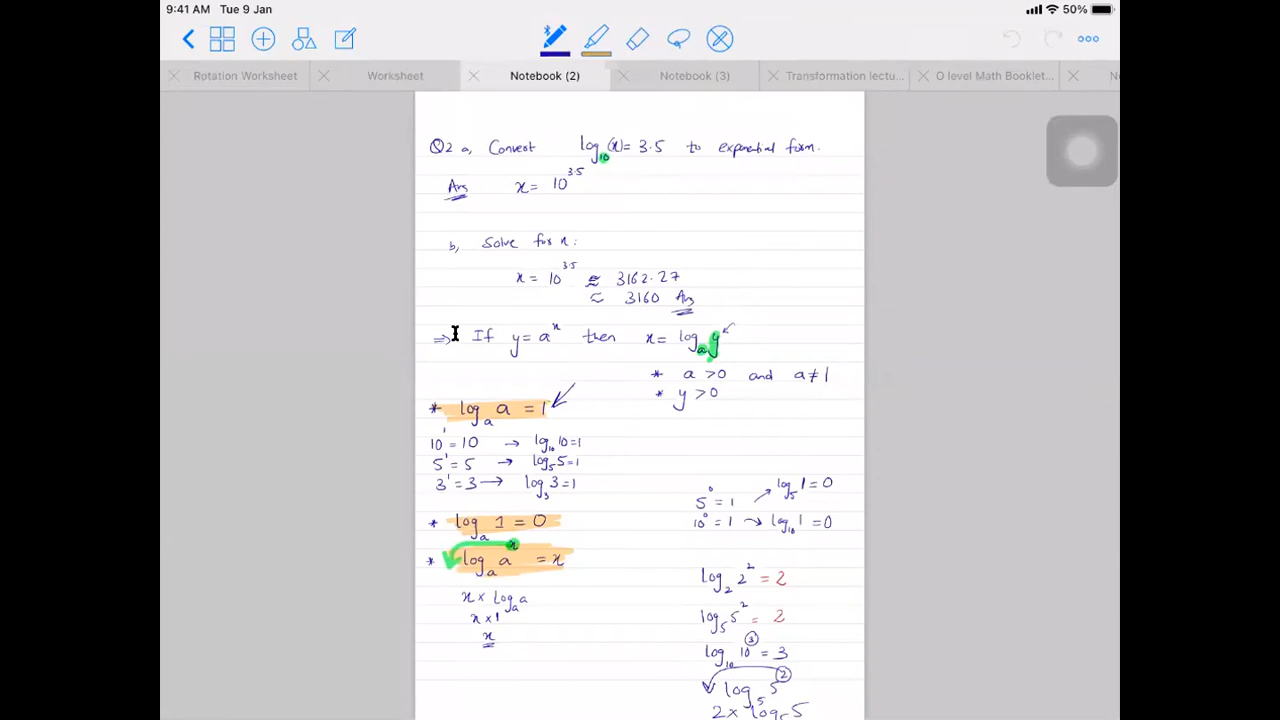 9:41 AM Tue 9 Jan
50%
Rotation Worksheet
Worksheet
Notebook (2)
Notebook (3)
Transformation lectu...
O level Math Booklet...
Q2 a, Convert log₁₀(x) = 3.5 to exponential form.
Ans x = 10^3.5
b, Solve for x:
x = 10^3.5 ≈ 3162.27
≈ 3160 Ans
⇒ If y = a^x then x = logₐ y
* a > 0 and a ≠ 1
* y > 0
* logₐ a = 1
10^1 = 10 → log₁₀ 10 = 1
5^1 = 5 → log₅ 5 = 1
3^1 = 3 → log₃ 3 = 1
5^0 = 1 → log₅ 1 = 0
10^0 = 1 → log₁₀ 1 = 0
* logₐ 1 = 0
* logₐ a^x = x
x × logₐ a
x × 1
x
log₂ 2^2 = 2
log₅ 5^2 = 2
log₁₀ 10^3 = 3
log₅ 5^2
2 × log₅ 5